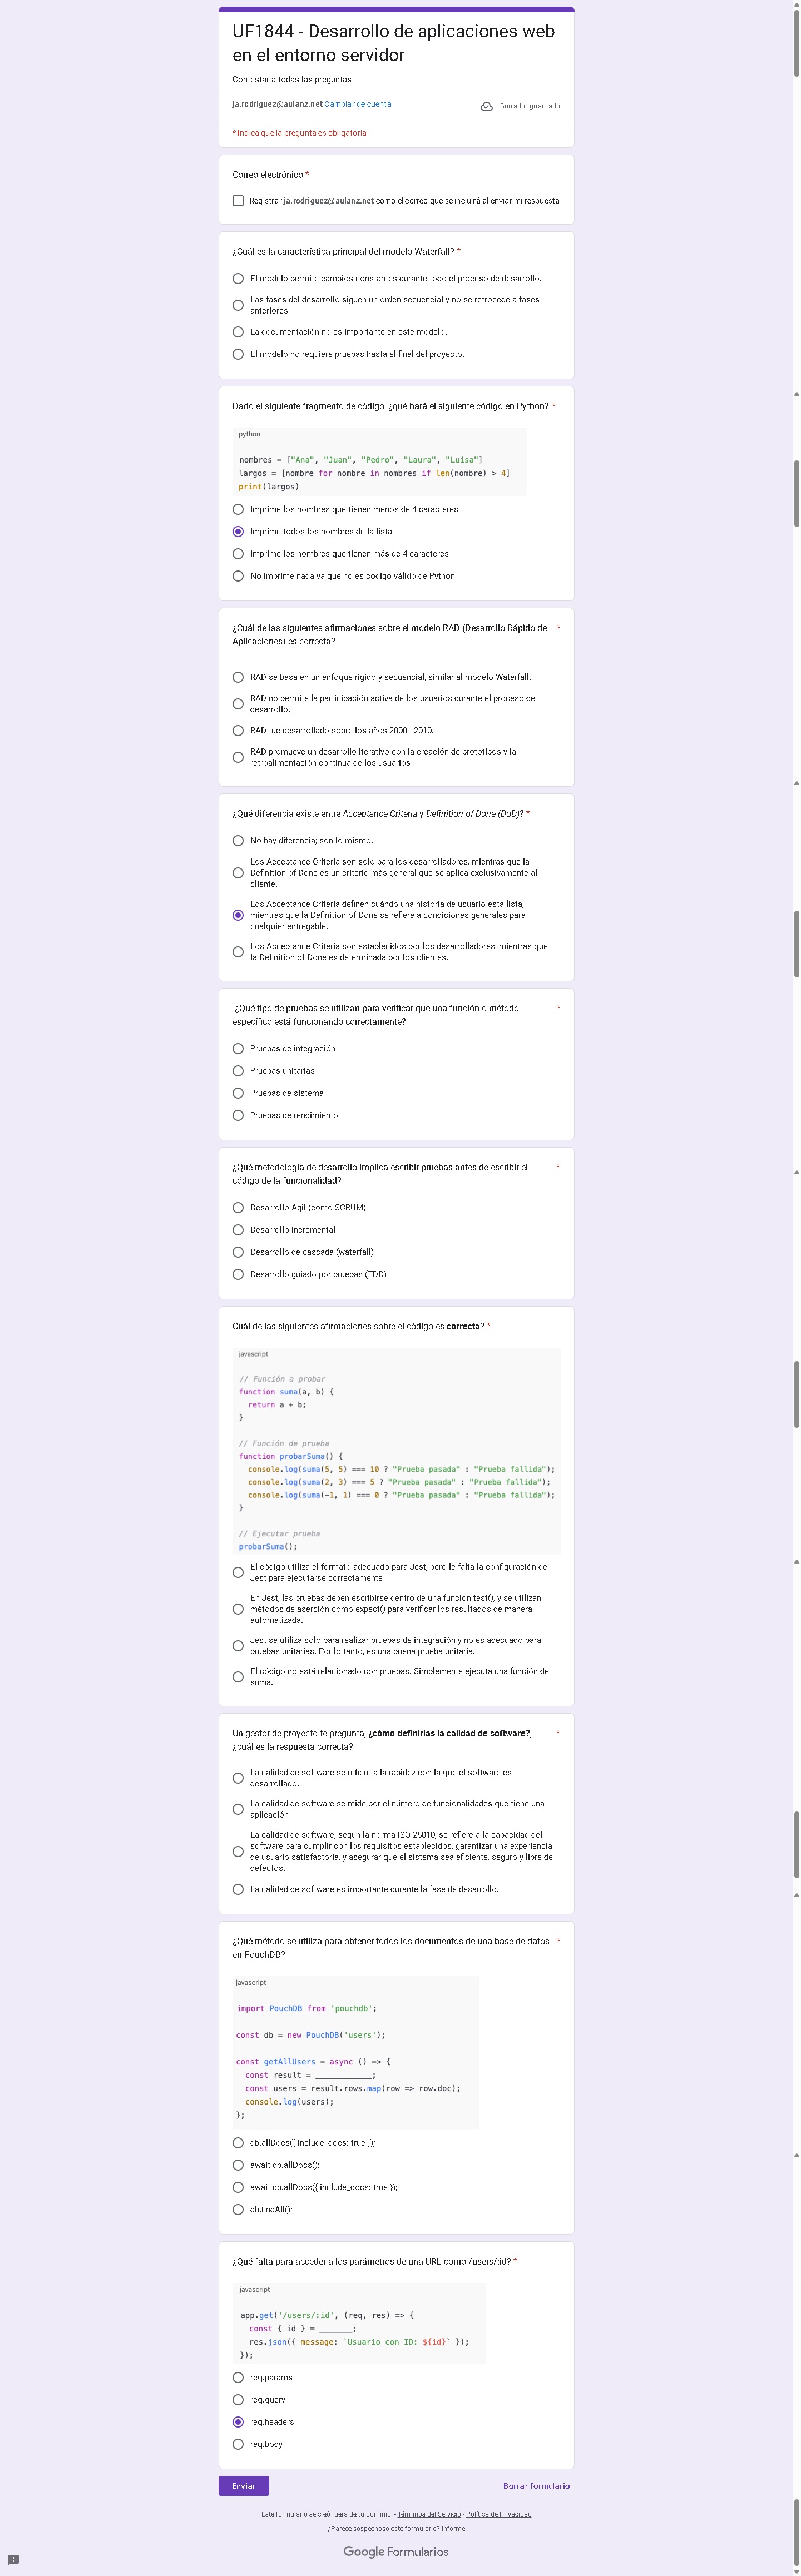 UF1844 - Desarrollo de aplicaciones web
en el entorno servidor
Contestar a todas las preguntas
ja.rodriguez@aulanz.net Cambiar de cuenta
Borrador guardado
* Indica que la pregunta es obligatoria
Correo electrónico *
Registrar ja.rodriguez@aulanz.net como el correo que se incluirá al enviar mi respuesta
¿Cuál es la característica principal del modelo Waterfall? *
El modelo permite cambios constantes durante todo el proceso de desarrollo.
Las fases del desarrollo siguen un orden secuencial y no se retrocede a fases
anteriores
La documentación no es importante en este modelo.
El modelo no requiere pruebas hasta el final del proyecto.
Dado el siguiente fragmento de código, ¿qué hará el siguiente código en Python? *
python
nombres = ["Ana", "Juan", "Pedro", "Laura", "Luisa"]
largos = [nombre for nombre in nombres if len(nombre) > 4]
print(largos)
Imprime los nombres que tienen menos de 4 caracteres
Imprime todos los nombres de la lista
Imprime los nombres que tienen más de 4 caracteres
No imprime nada ya que no es código válido de Python
¿Cuál de las siguientes afirmaciones sobre el modelo RAD (Desarrollo Rápido de *
Aplicaciones) es correcta?
RAD se basa en un enfoque rígido y secuencial, similar al modelo Waterfall.
RAD no permite la participación activa de los usuarios durante el proceso de
desarrollo.
RAD fue desarrollado sobre los años 2000 - 2010.
RAD promueve un desarrollo iterativo con la creación de prototipos y la
retroalimentación continua de los usuarios
¿Qué diferencia existe entre Acceptance Criteria y Definition of Done (DoD)? *
No hay diferencia; son lo mismo.
Los Acceptance Criteria son solo para los desarrolladores, mientras que la
Definition of Done es un criterio más general que se aplica exclusivamente al
cliente.
Los Acceptance Criteria definen cuándo una historia de usuario está lista,
mientras que la Definition of Done se refiere a condiciones generales para
cualquier entregable.
Los Acceptance Criteria son establecidos por los desarrolladores, mientras que
la Definition of Done es determinada por los clientes.
¿Qué tipo de pruebas se utilizan para verificar que una función o método *
específico está funcionando correctamente?
Pruebas de integración
Pruebas unitarias
Pruebas de sistema
Pruebas de rendimiento
¿Qué metodología de desarrollo implica escribir pruebas antes de escribir el *
código de la funcionalidad?
Desarrollo Ágil (como SCRUM)
Desarrollo incremental
Desarrollo de cascada (waterfall)
Desarrollo guiado por pruebas (TDD)
Cuál de las siguientes afirmaciones sobre el código es correcta? *
javascript
// Función a probar
function suma(a, b) {
return a + b;
}
// Función de prueba
function probarSuma() {
console.log(suma(5, 5) === 10 ? "Prueba pasada" : "Prueba fallida");
console.log(suma(2, 3) === 5 ? "Prueba pasada" : "Prueba fallida");
console.log(suma(-1, 1) === 0 ? "Prueba pasada" : "Prueba fallida");
}
// Ejecutar prueba
probarSuma();
El código utiliza el formato adecuado para Jest, pero le falta la configuración de
Jest para ejecutarse correctamente
En Jest, las pruebas deben escribirse dentro de una función test(), y se utilizan
métodos de aserción como expect() para verificar los resultados de manera
automatizada.
Jest se utiliza solo para realizar pruebas de integración y no es adecuado para
pruebas unitarias. Por lo tanto, es una buena prueba unitaria.
El código no está relacionado con pruebas. Simplemente ejecuta una función de
suma.
Un gestor de proyecto te pregunta, ¿cómo definirías la calidad de software?, *
¿cuál es la respuesta correcta?
La calidad de software se refiere a la rapidez con la que el software es
desarrollado.
La calidad de software se mide por el número de funcionalidades que tiene una
aplicación
La calidad de software, según la norma ISO 25010, se refiere a la capacidad del
software para cumplir con los requisitos establecidos, garantizar una experiencia
de usuario satisfactoria, y asegurar que el sistema sea eficiente, seguro y libre de
defectos.
La calidad de software es importante durante la fase de desarrollo.
¿Qué método se utiliza para obtener todos los documentos de una base de datos *
en PouchDB?
javascript
import PouchDB from 'pouchdb';
const db = new PouchDB('users');
const getAllUsers = async () => {
const result = ____________;
const users = result.rows.map(row => row.doc);
console.log(users);
};
db.allDocs({ include_docs: true });
await db.allDocs();
await db.allDocs({ include_docs: true });
db.findAll();
¿Qué falta para acceder a los parámetros de una URL como /users/:id? *
javascript
app.get('/users/:id', (req, res) => {
const { id } = _______;
res.json({ message: `Usuario con ID: ${id}` });
});
req.params
req.query
req.headers
req.body
Enviar
Borrar formulario
Este formulario se creó fuera de tu dominio. - Términos del Servicio - Política de Privacidad
¿Parece sospechoso este formulario? Informe
Google Formularios